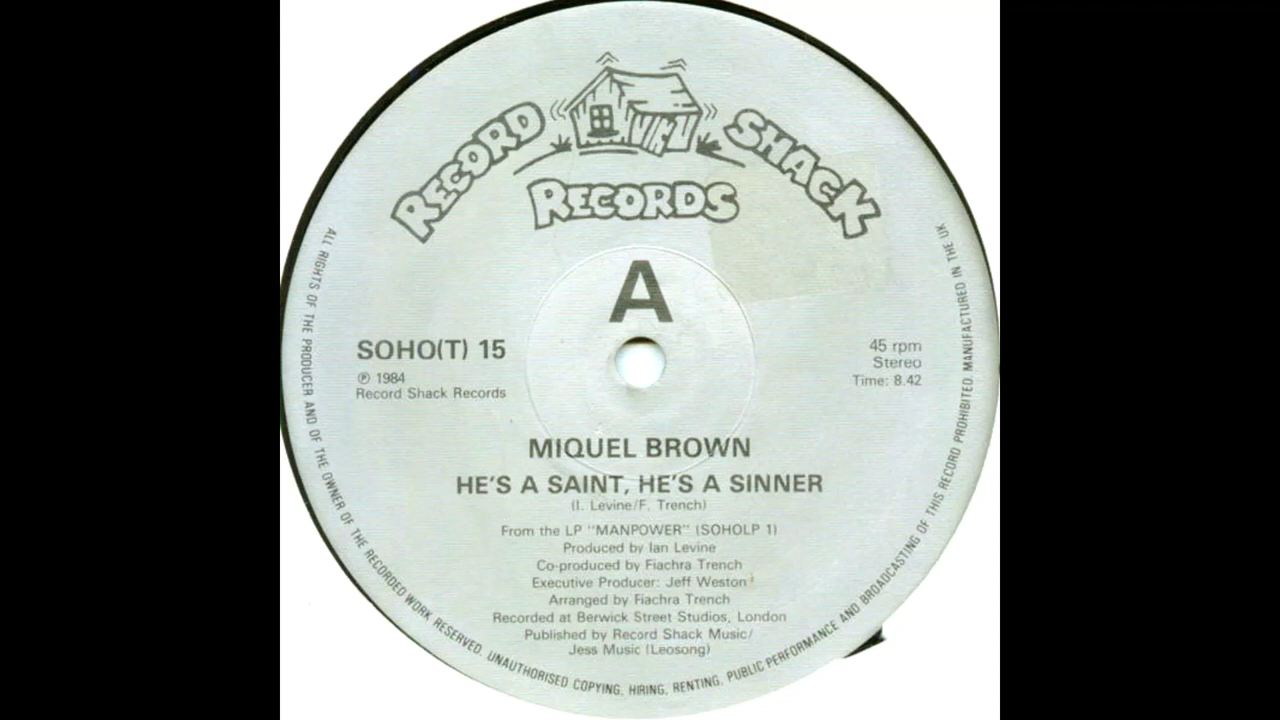 RECORD SHACK
RECORDS
A
SOHO(T) 15
℗ 1984
Record Shack Records
45 rpm
Stereo
Time: 8.42
MIQUEL BROWN
HE'S A SAINT, HE'S A SINNER
(I. Levine/F. Trench)
From the LP "MANPOWER" (SOHOLP 1)
Produced by Ian Levine
Co-produced by Fiachra Trench
Executive Producer: Jeff Weston
Arranged by Fiachra Trench
Recorded at Berwick Street Studios, London
Published by Record Shack Music/
Jess Music (Leosong)
ALL RIGHTS OF THE PRODUCER AND OF THE OWNER OF THE RECORDED WORK RESERVED. UNAUTHORISED COPYING, HIRING, RENTING, PUBLIC PERFORMANCE AND BROADCASTING OF THIS RECORD PROHIBITED. MANUFACTURED IN THE UK.